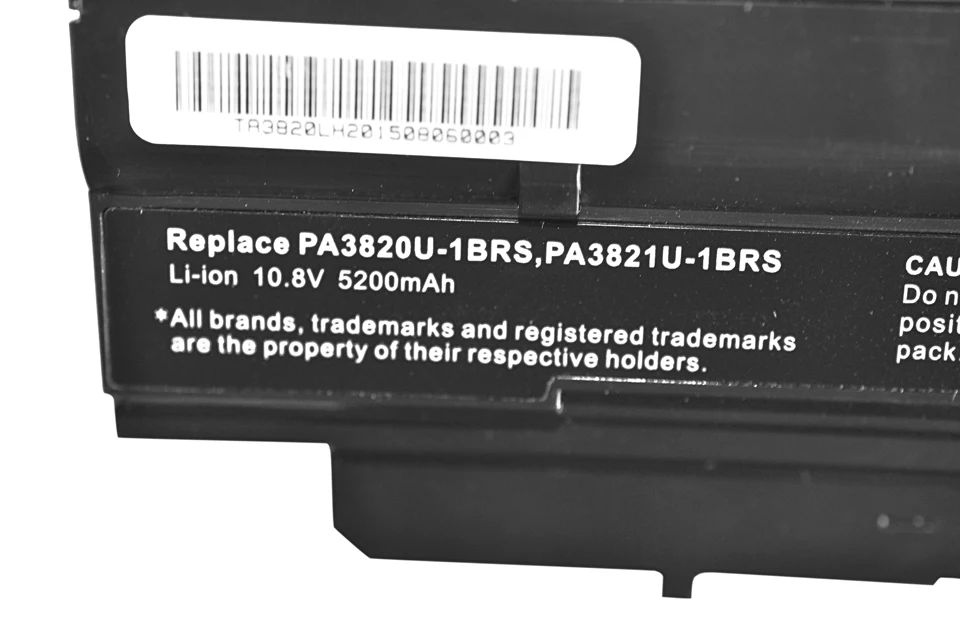 TA3820LH201508060003
Replace PA3820U-1BRS,PA3821U-1BRS
Li-ion 10.8V 5200mAh
*All brands, trademarks and registered trademarks
are the property of their respective holders.
CAU
Do n
posit
pack.